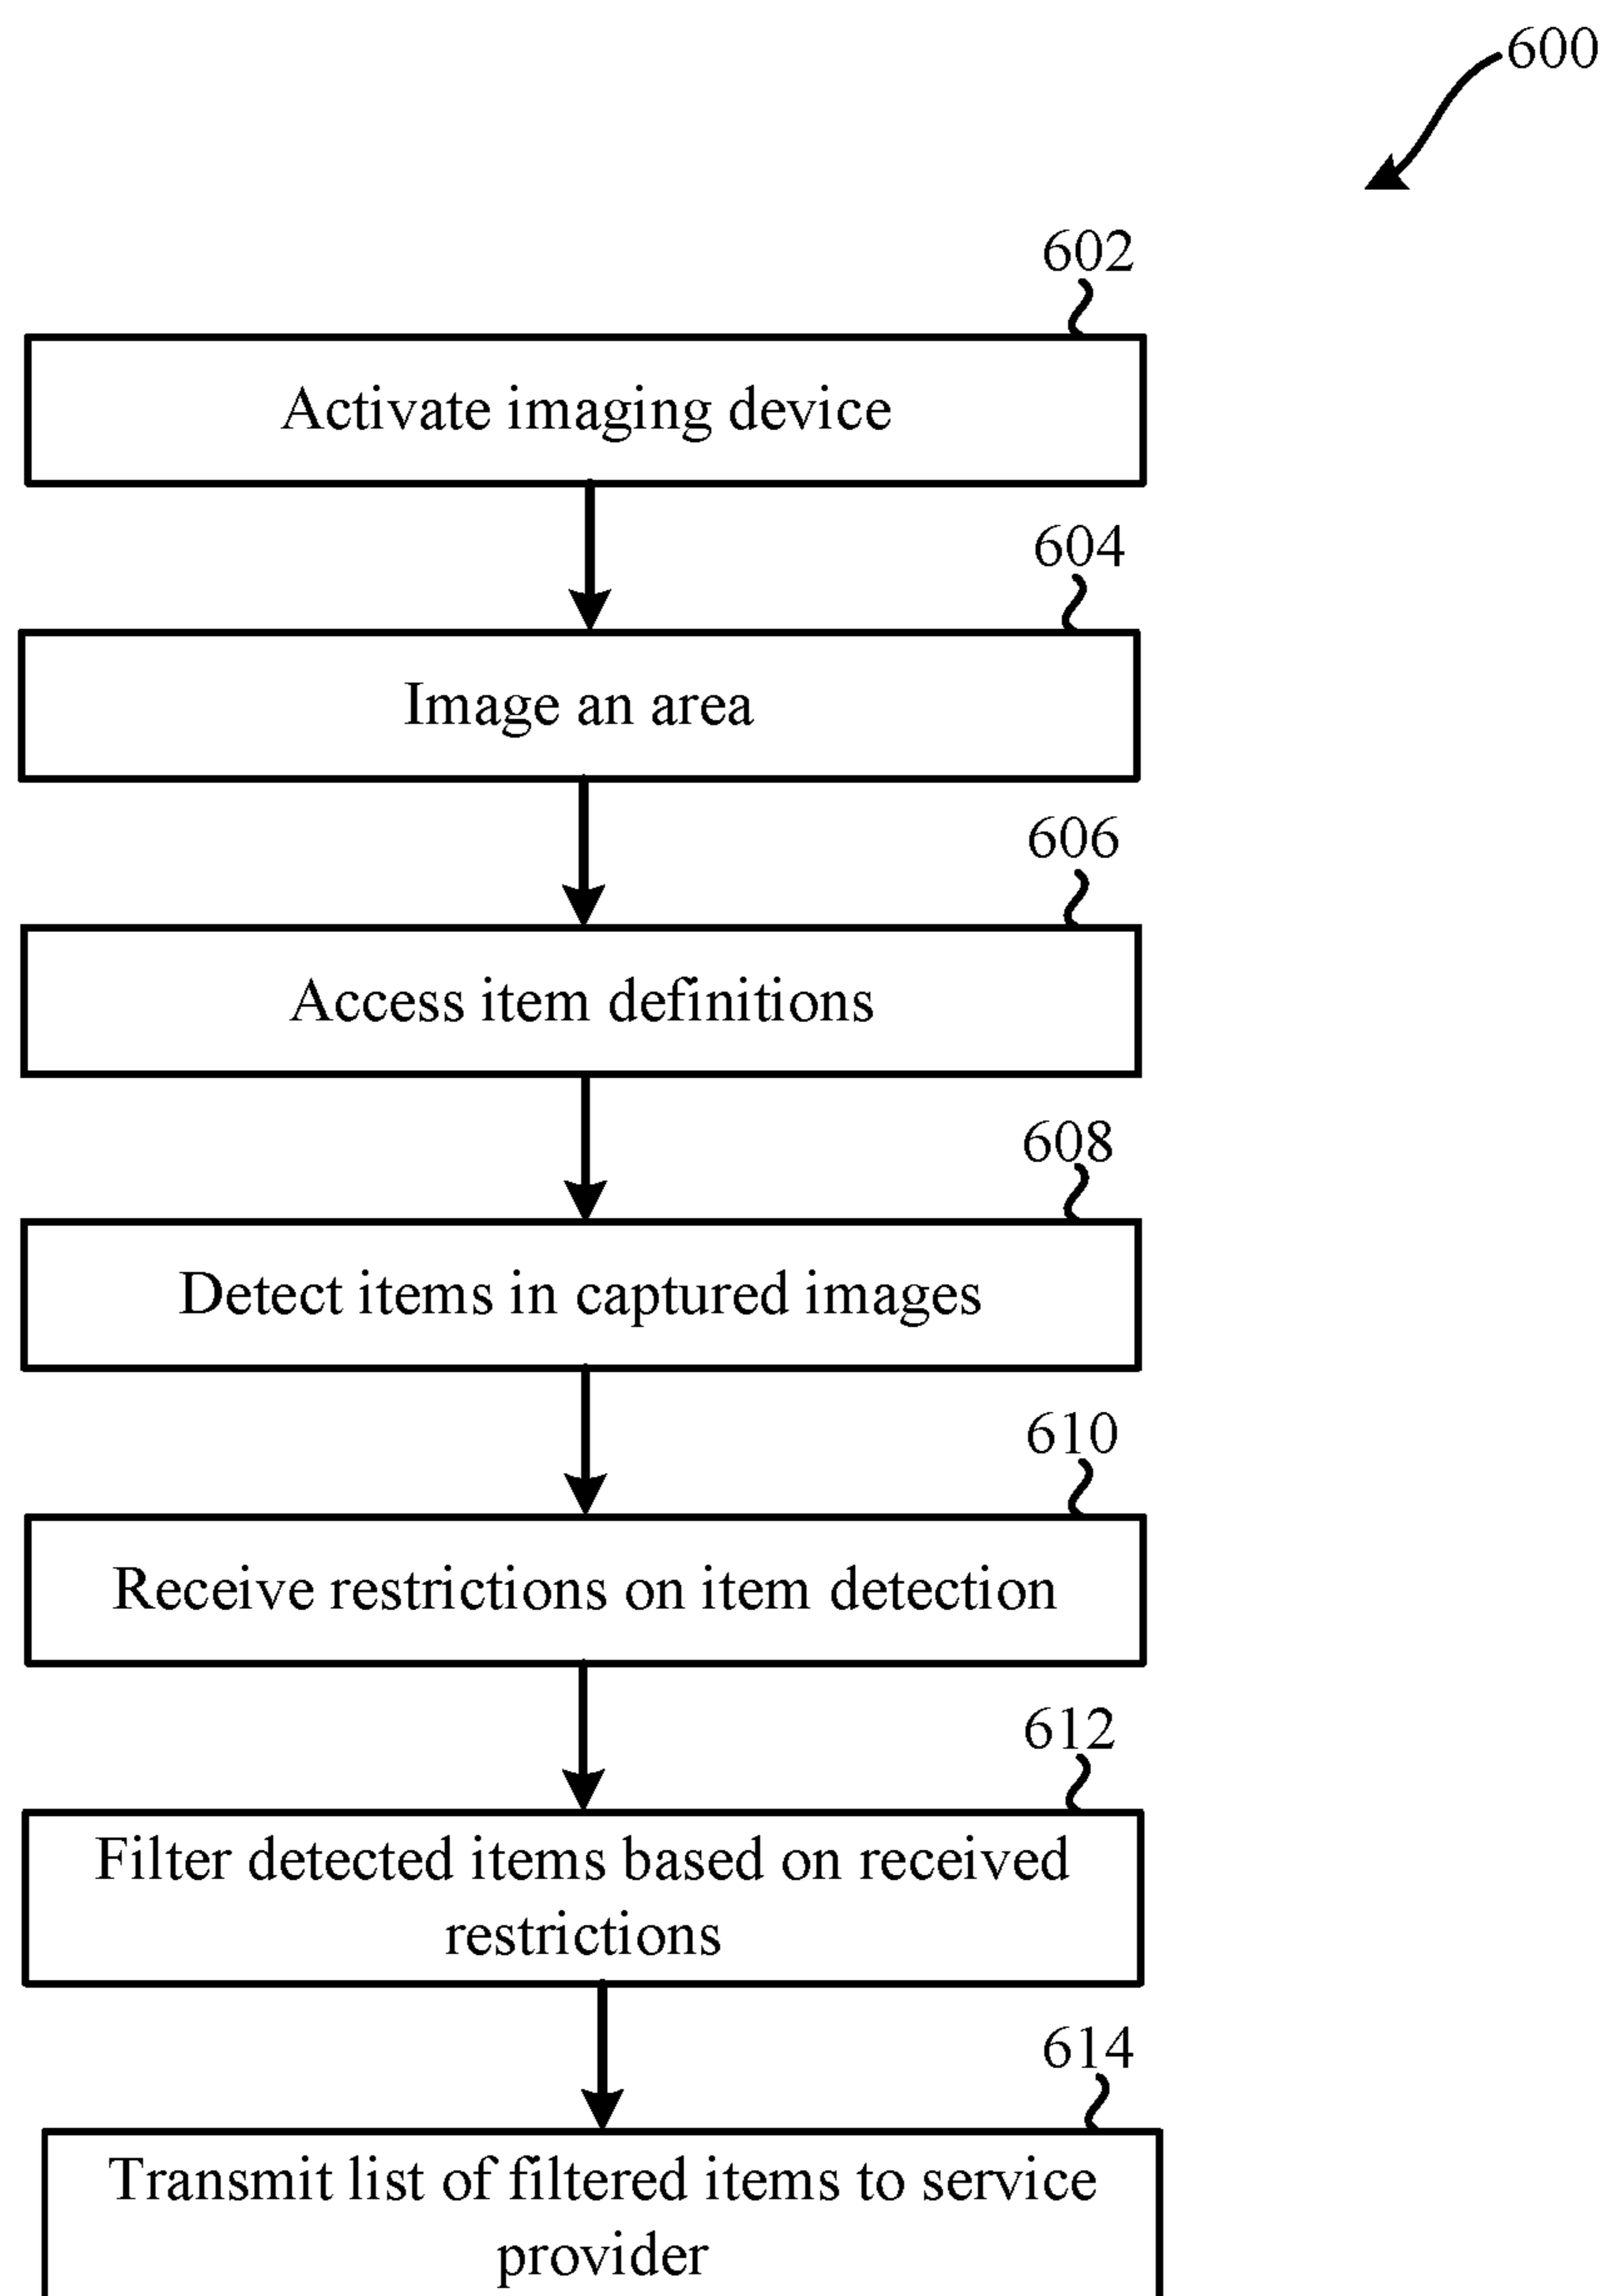 600
602
Activate imaging device
604
Image an area
606
Access item definitions
608
Detect items in captured images
610
Receive restrictions on item detection
612
Filter detected items based on received
restrictions
614
Transmit list of filtered items to service
provider